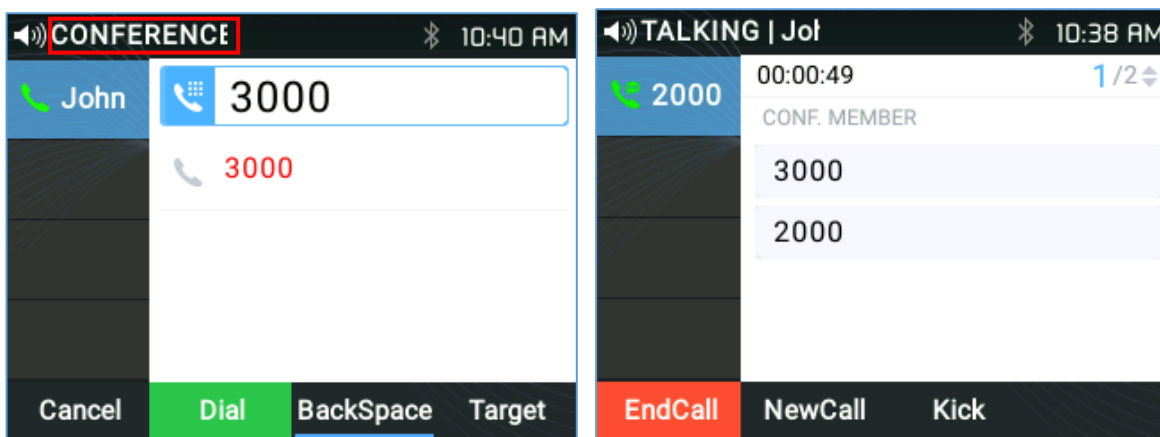 CONFERENCE 10:40 AM
John
3000
3000
Cancel Dial BackSpace Target
TALKING | Joh 10:38 AM
2000
00:00:49 1/2
CONF. MEMBER
3000
2000
EndCall NewCall Kick